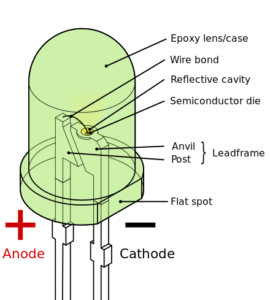 Epoxy lens/case
Wire bond
Reflective cavity
Semiconductor die
Anvil
Post
Leadframe
Flat spot
+ −
Anode Cathode